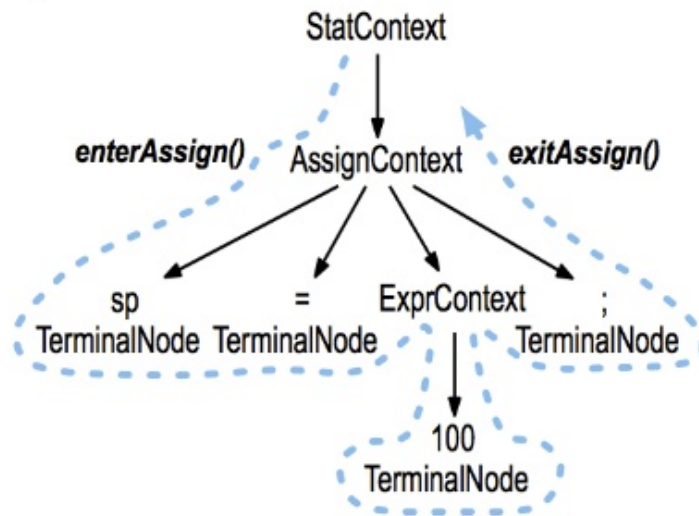 StatContext
enterAssign()
AssignContext
exitAssign()
sp
=
ExprContext
;
TerminalNode
TerminalNode
TerminalNode
100
TerminalNode